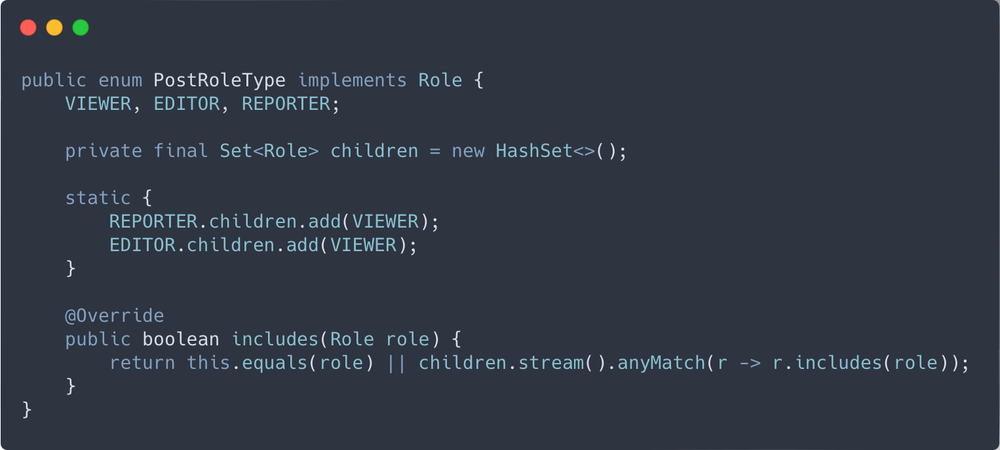 public enum PostRoleType implements Role {
    VIEWER, EDITOR, REPORTER;

    private final Set<Role> children = new HashSet<>();

    static {
        REPORTER.children.add(VIEWER);
        EDITOR.children.add(VIEWER);
    }

    @Override
    public boolean includes(Role role) {
        return this.equals(role) || children.stream().anyMatch(r -> r.includes(role));
    }
}